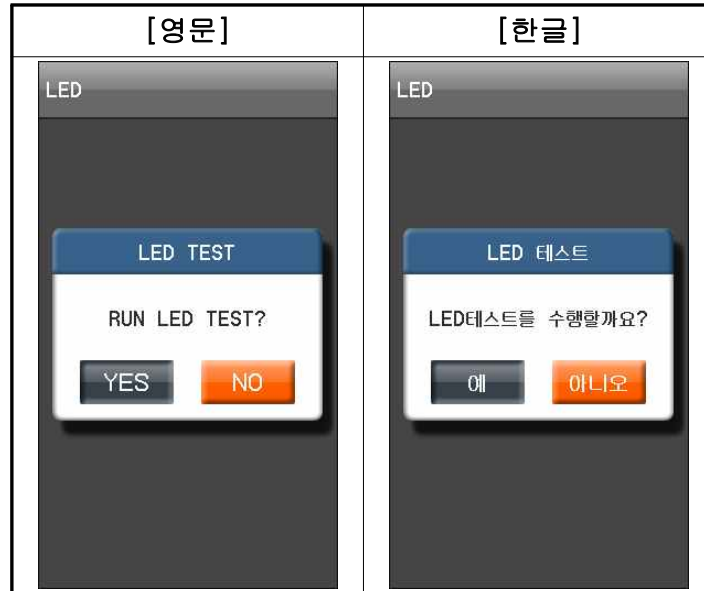 [영문]
[한글]
LED
LED TEST
RUN LED TEST?
YES
NO
LED
LED 테스트
LED테스트를 수행할까요?
예
아니오